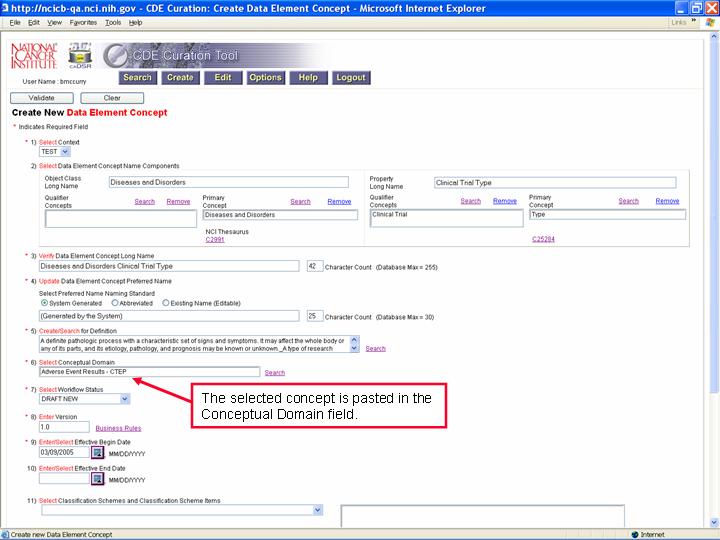 http://ncicb-qa.nci.nih.gov - CDE Curation: Create Data Element Concept - Microsoft Internet Explorer
File Edit View Favorites Tools Help Links »
NATIONAL CANCER INSTITUTE
caDSR
CDE Curation Tool
User Name : bmccurry
Search Create Edit Options Help Logout
Validate Clear
Create New Data Element Concept
* Indicates Required Field
* 1) Select Context
TEST
2) Select Data Element Concept Name Components
Object Class Long Name Diseases and Disorders
Property Long Name Clinical Trial Type
Qualifier Concepts Search Remove Primary Concept Search Remove
Qualifier Concepts Search Remove Primary Concept Search Remove
Diseases and Disorders
Clinical Trial Type
NCI Thesaurus
C2991 C25284
* 3) Verify Data Element Concept Long Name
Diseases and Disorders Clinical Trial Type 42 Character Count (Database Max = 255)
* 4) Update Data Element Concept Preferred Name
Select Preferred Name Naming Standard
System Generated Abbreviated Existing Name (Editable)
(Generated by the System) 25 Character Count (Database Max = 30)
* 5) Create/Search for Definition
A definite pathologic process with a characteristic set of signs and symptoms. It may affect the whole body or
any of its parts, and its etiology, pathology, and prognosis may be known or unknown._A type of research Search
* 6) Select Conceptual Domain
Adverse Event Results - CTEP Search
* 7) Select Workflow Status
DRAFT NEW
The selected concept is pasted in the
Conceptual Domain field.
* 8) Enter Version
1.0 Business Rules
* 9) Enter/Select Effective Begin Date
03/09/2005 MM/DD/YYYY
10) Enter/Select Effective End Date
MM/DD/YYYY
11) Select Classification Schemes and Classification Scheme Items
Create new Data Element Concept Internet